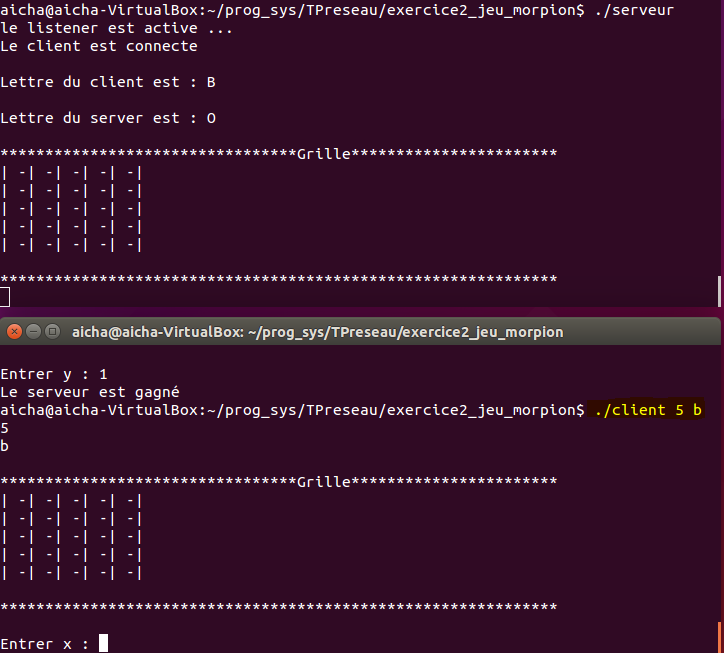 aicha@aicha-VirtualBox:~/prog_sys/TPreseau/exercice2_jeu_morpion$ ./serveur
le listener est active ...
Le client est connecte
Lettre du client est : B
Lettre du server est : O
*********************************Grille***********************
| -| -| -| -| -|
| -| -| -| -| -|
| -| -| -| -| -|
| -| -| -| -| -|
| -| -| -| -| -|
**************************************************************
aicha@aicha-VirtualBox: ~/prog_sys/TPreseau/exercice2_jeu_morpion
Entrer y : 1
Le serveur est gagné
aicha@aicha-VirtualBox:~/prog_sys/TPreseau/exercice2_jeu_morpion$ ./client 5 b
5
b
*********************************Grille***********************
| -| -| -| -| -|
| -| -| -| -| -|
| -| -| -| -| -|
| -| -| -| -| -|
| -| -| -| -| -|
**************************************************************
Entrer x :